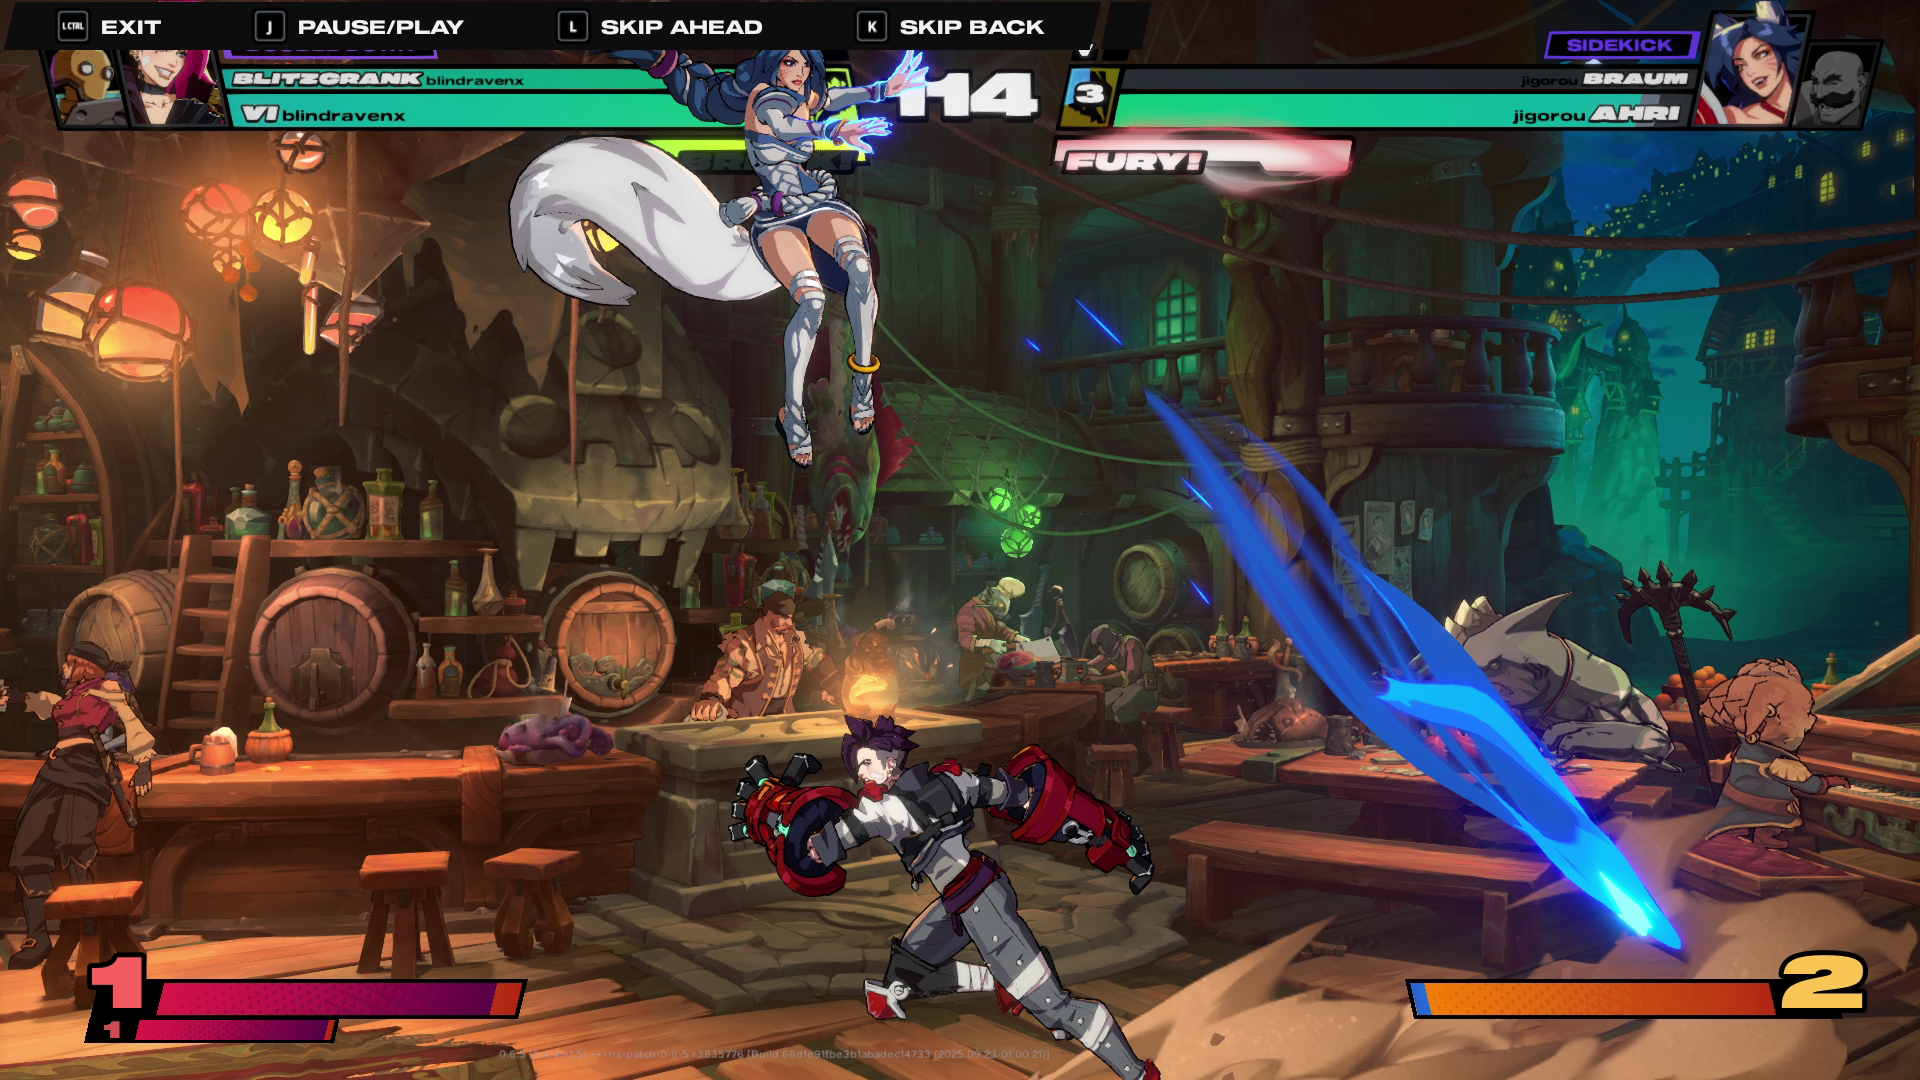 LCTRL EXIT J PAUSE/PLAY L SKIP AHEAD K SKIP BACK
SIDEKICK
BLITZCRANK blindravenx
VI blindravenx
114
3
jigorou BRAUM
jigorou AHRI
FURY!
1
1
2